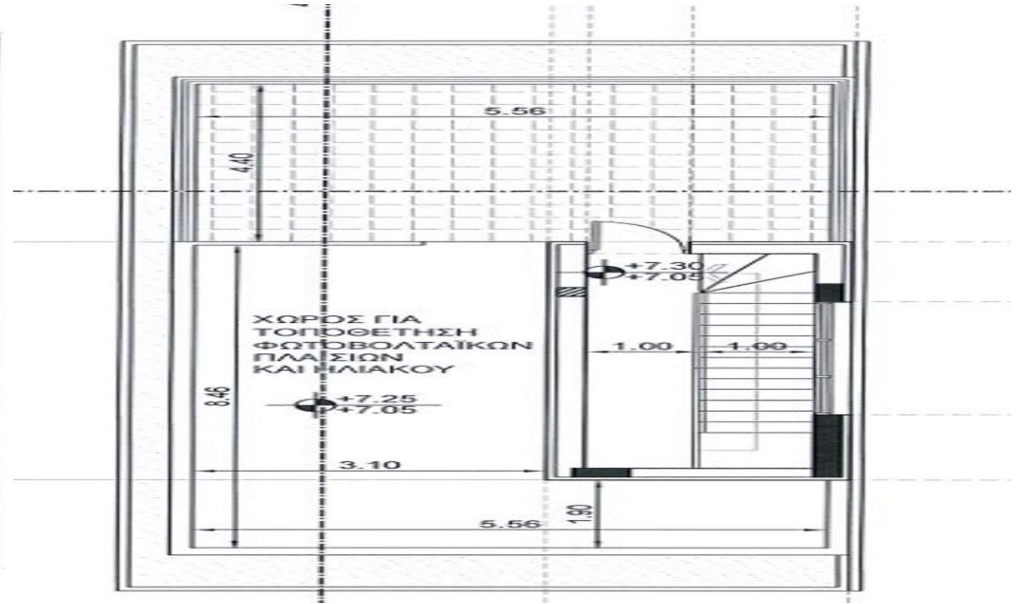 5.56
4.40
+7.30
+7.05
ΧΩΡΟΣ ΓΙΑ
ΤΟΠΟΘΕΤΗΣΗ
ΦΩΤΟΒΟΛΤΑΪΚΩΝ
ΠΛΑΙΣΙΩΝ
ΚΑΙ ΗΛΙΑΚΟΥ
1.00
1.00
8.46
+7.25
+7.05
3.10
5.56
1.90